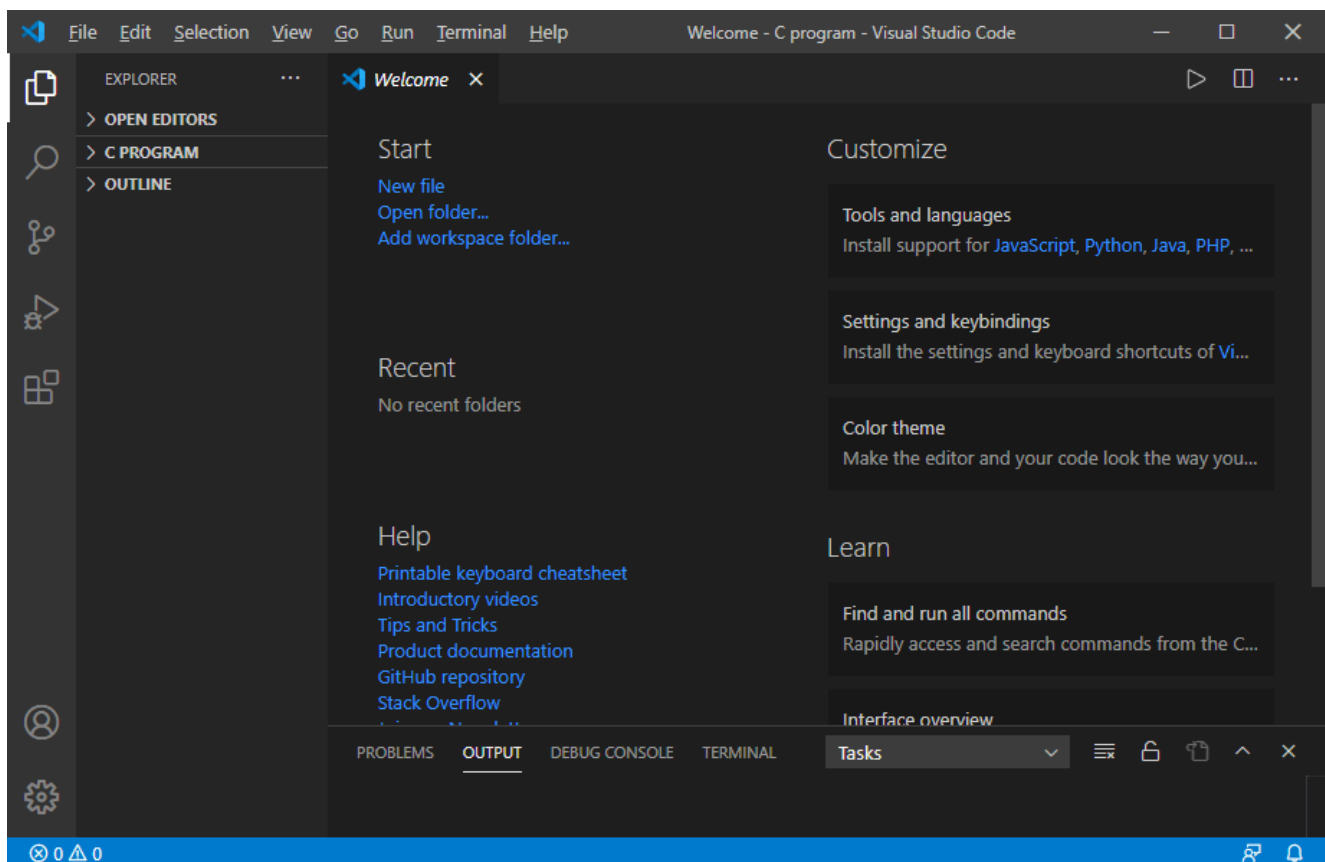 File Edit Selection View Go Run Terminal Help Welcome - C program - Visual Studio Code
EXPLORER
OPEN EDITORS
C PROGRAM
OUTLINE
Welcome
Start
New file
Open folder...
Add workspace folder...
Recent
No recent folders
Help
Printable keyboard cheatsheet
Introductory videos
Tips and Tricks
Product documentation
GitHub repository
Stack Overflow
Customize
Tools and languages
Install support for JavaScript, Python, Java, PHP, ...
Settings and keybindings
Install the settings and keyboard shortcuts of Vi...
Color theme
Make the editor and your code look the way you...
Learn
Find and run all commands
Rapidly access and search commands from the C...
Interface overview
PROBLEMS OUTPUT DEBUG CONSOLE TERMINAL Tasks
0 0